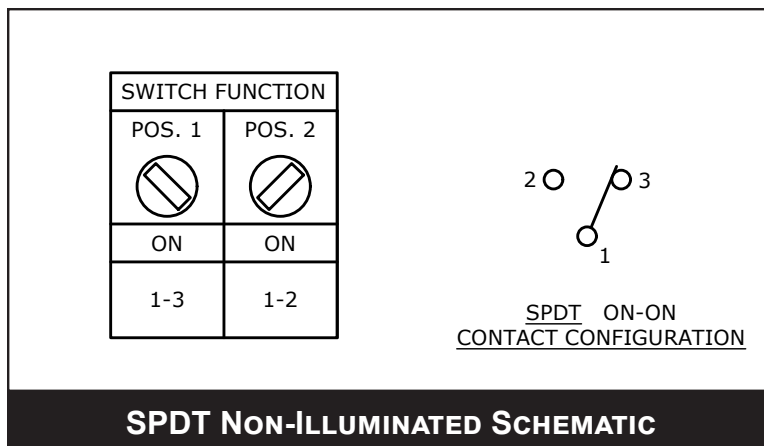 SWITCH FUNCTION
POS. 1 POS. 2
ON ON
1-3 1-2
2 3
1
SPDT ON-ON
CONTACT CONFIGURATION
SPDT NON-ILLUMINATED SCHEMATIC